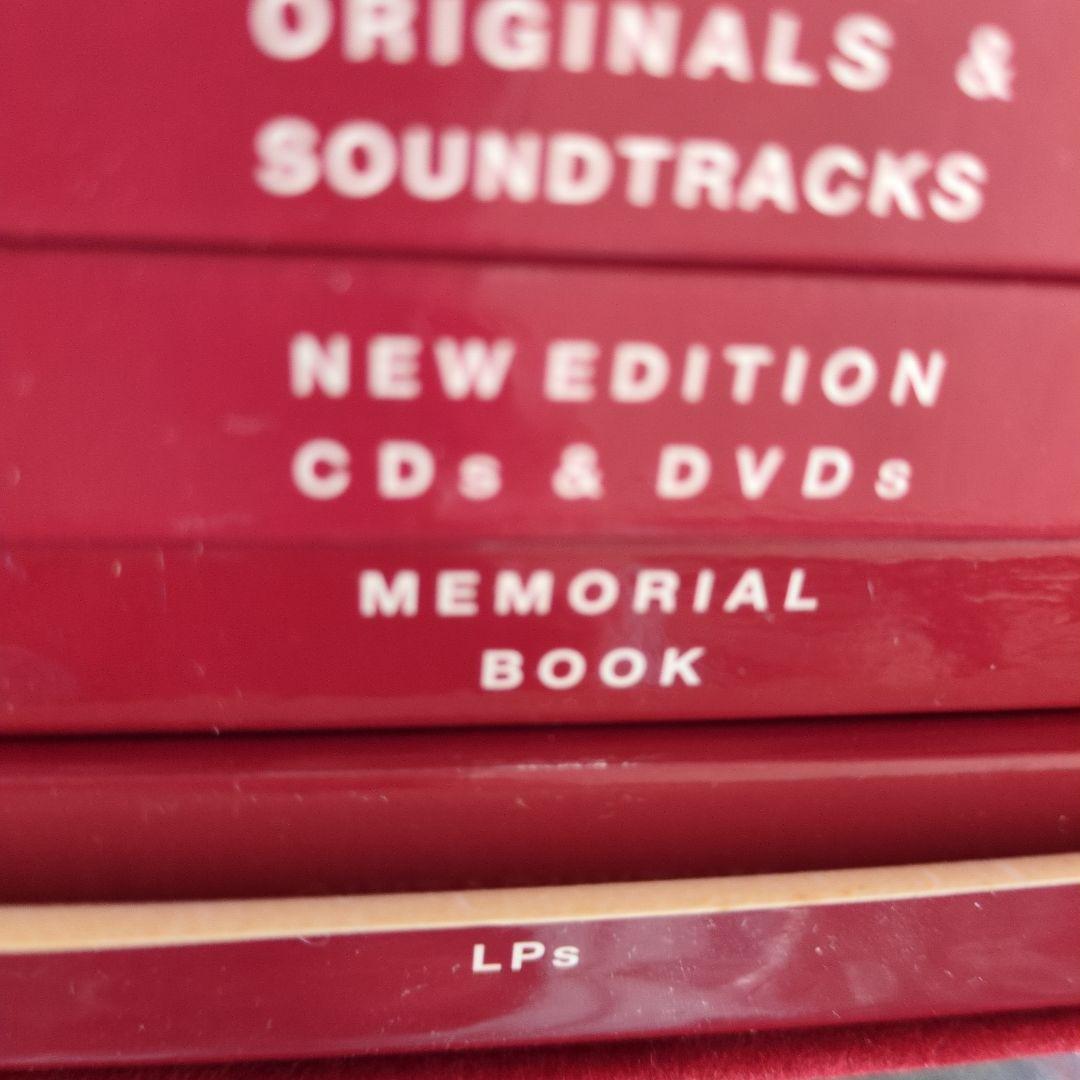 ORIGINALS &
SOUNDTRACKS
NEW EDITION
CDs & DVDs
MEMORIAL
BOOK
LPs